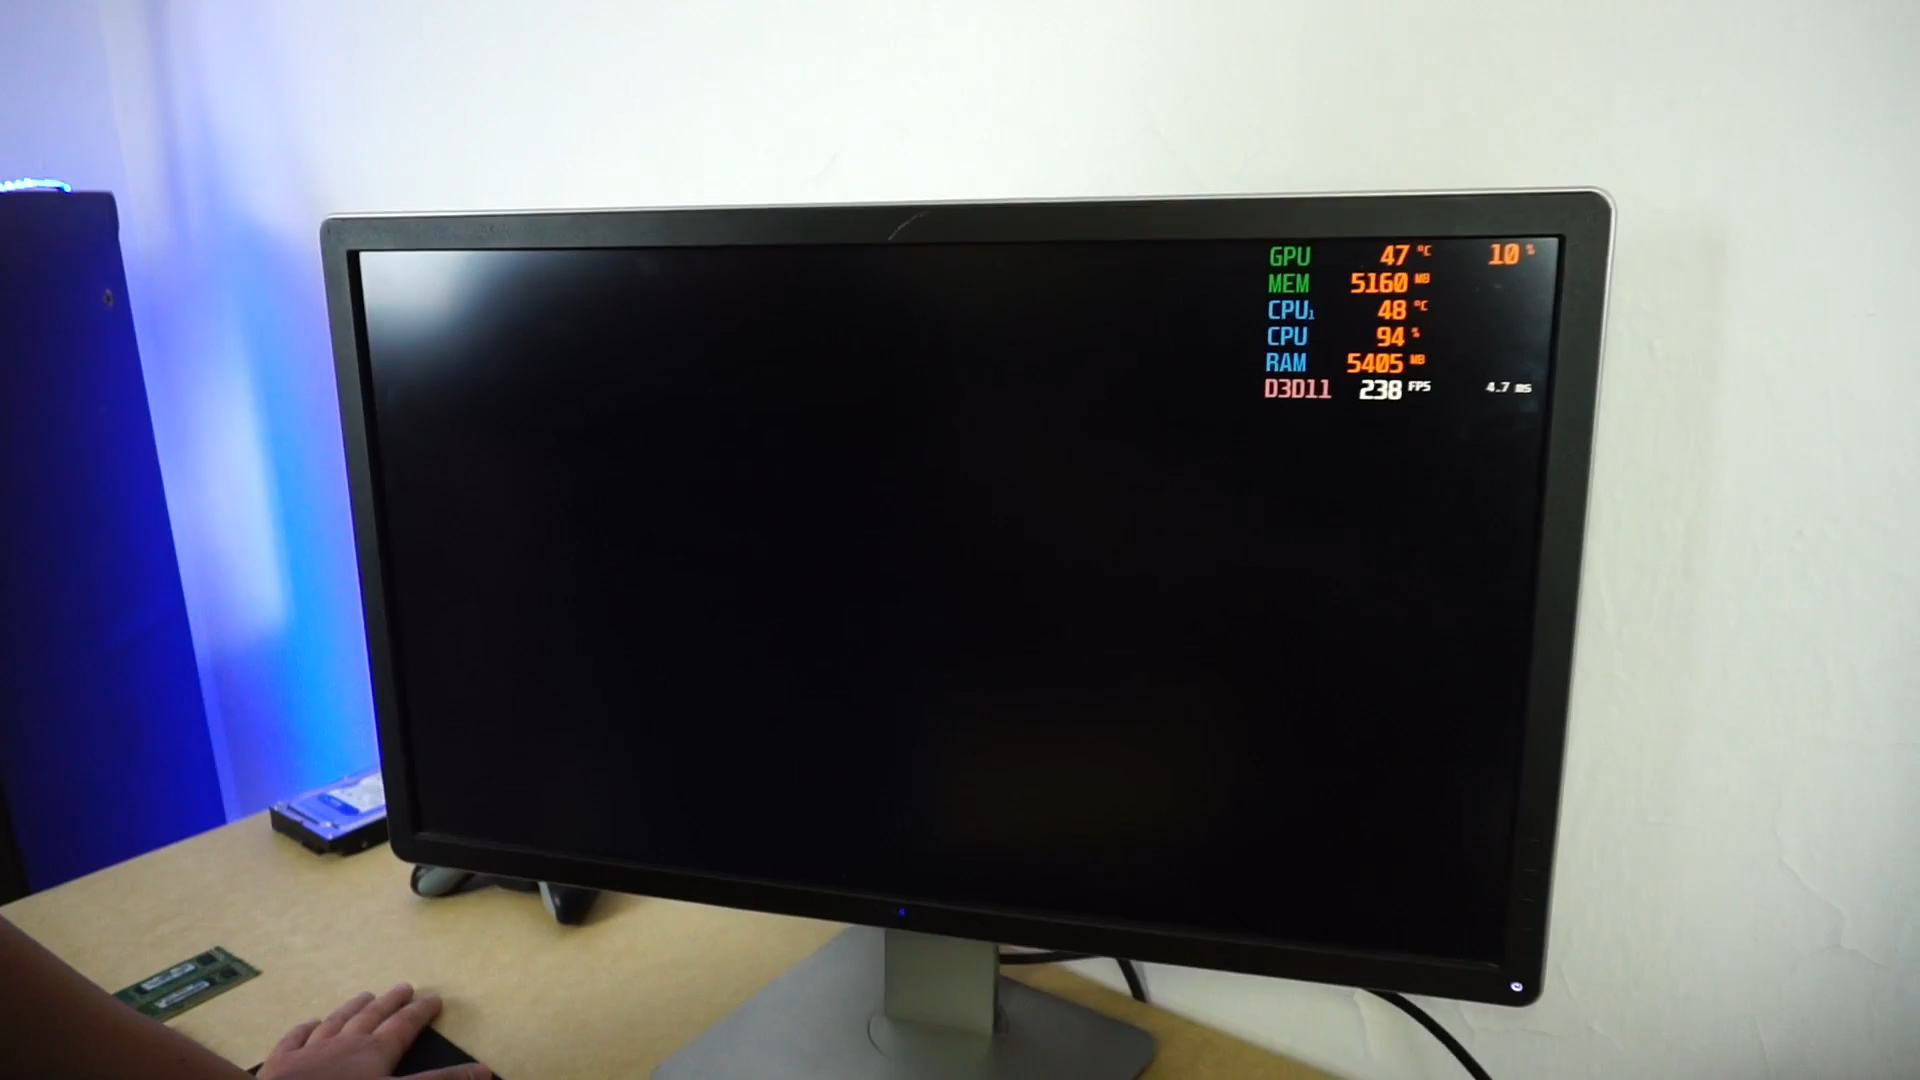 GPU 47 °C 10 %
MEM 5160 MB
CPU1 48 °C
CPU 94 %
RAM 5405 MB
D3D11 238 FPS 4.7 ms